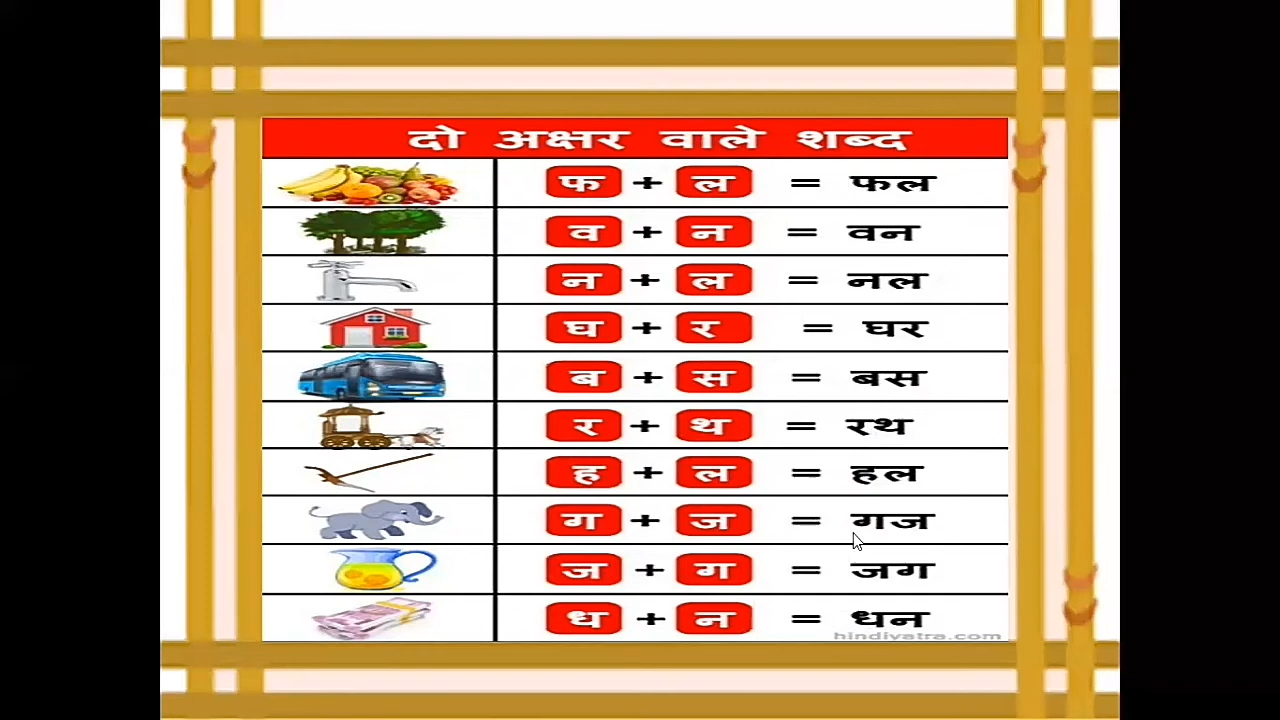 दो अक्षर वाले शब्द
फ + ल = फल
व + न = वन
न + ल = नल
घ + र = घर
ब + स = बस
र + थ = रथ
ह + ल = हल
ग + ज = गज
ज + ग = जग
ध + न = धन
hindiyatra.com